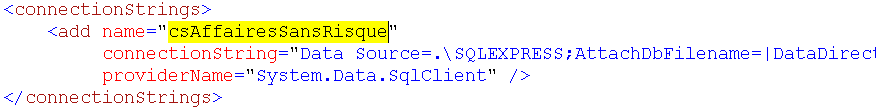 <connectionStrings>
<add name="csAffairesSansRisque"
connectionString="Data Source=.\SQLEXPRESS;AttachDbFilename=|DataDirect
providerName="System.Data.SqlClient" />
</connectionStrings>